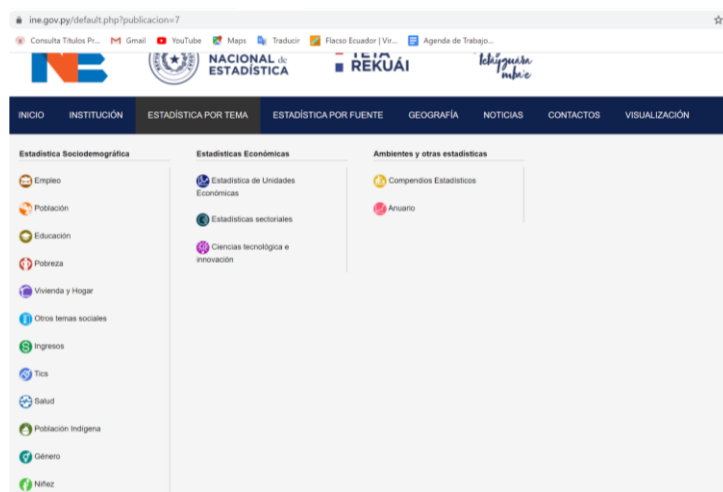 ine.gov.py/default.php?publicacion=7
Consulta Títulos Pr... Gmail YouTube Maps Traducir Flacso Ecuador | Vir... Agenda de Trabajo...
NACIONAL de
ESTADÍSTICA
TETÃ
REKUÁI
mba'e
INICIO INSTITUCIÓN ESTADÍSTICA POR TEMA ESTADÍSTICA POR FUENTE GEOGRAFÍA NOTICIAS CONTACTOS VISUALIZACIÓN
Estadística Sociodemográfica
Empleo
Población
Educación
Pobreza
Vivienda y Hogar
Otros temas sociales
Ingresos
Tics
Salud
Población Indígena
Género
Niñez
Estadísticas Económicas
Estadística de Unidades
Económicas
Estadísticas sectoriales
Ciencias tecnológica e
innovación
Ambientes y otras estadísticas
Compendios Estadísticos
Anuario